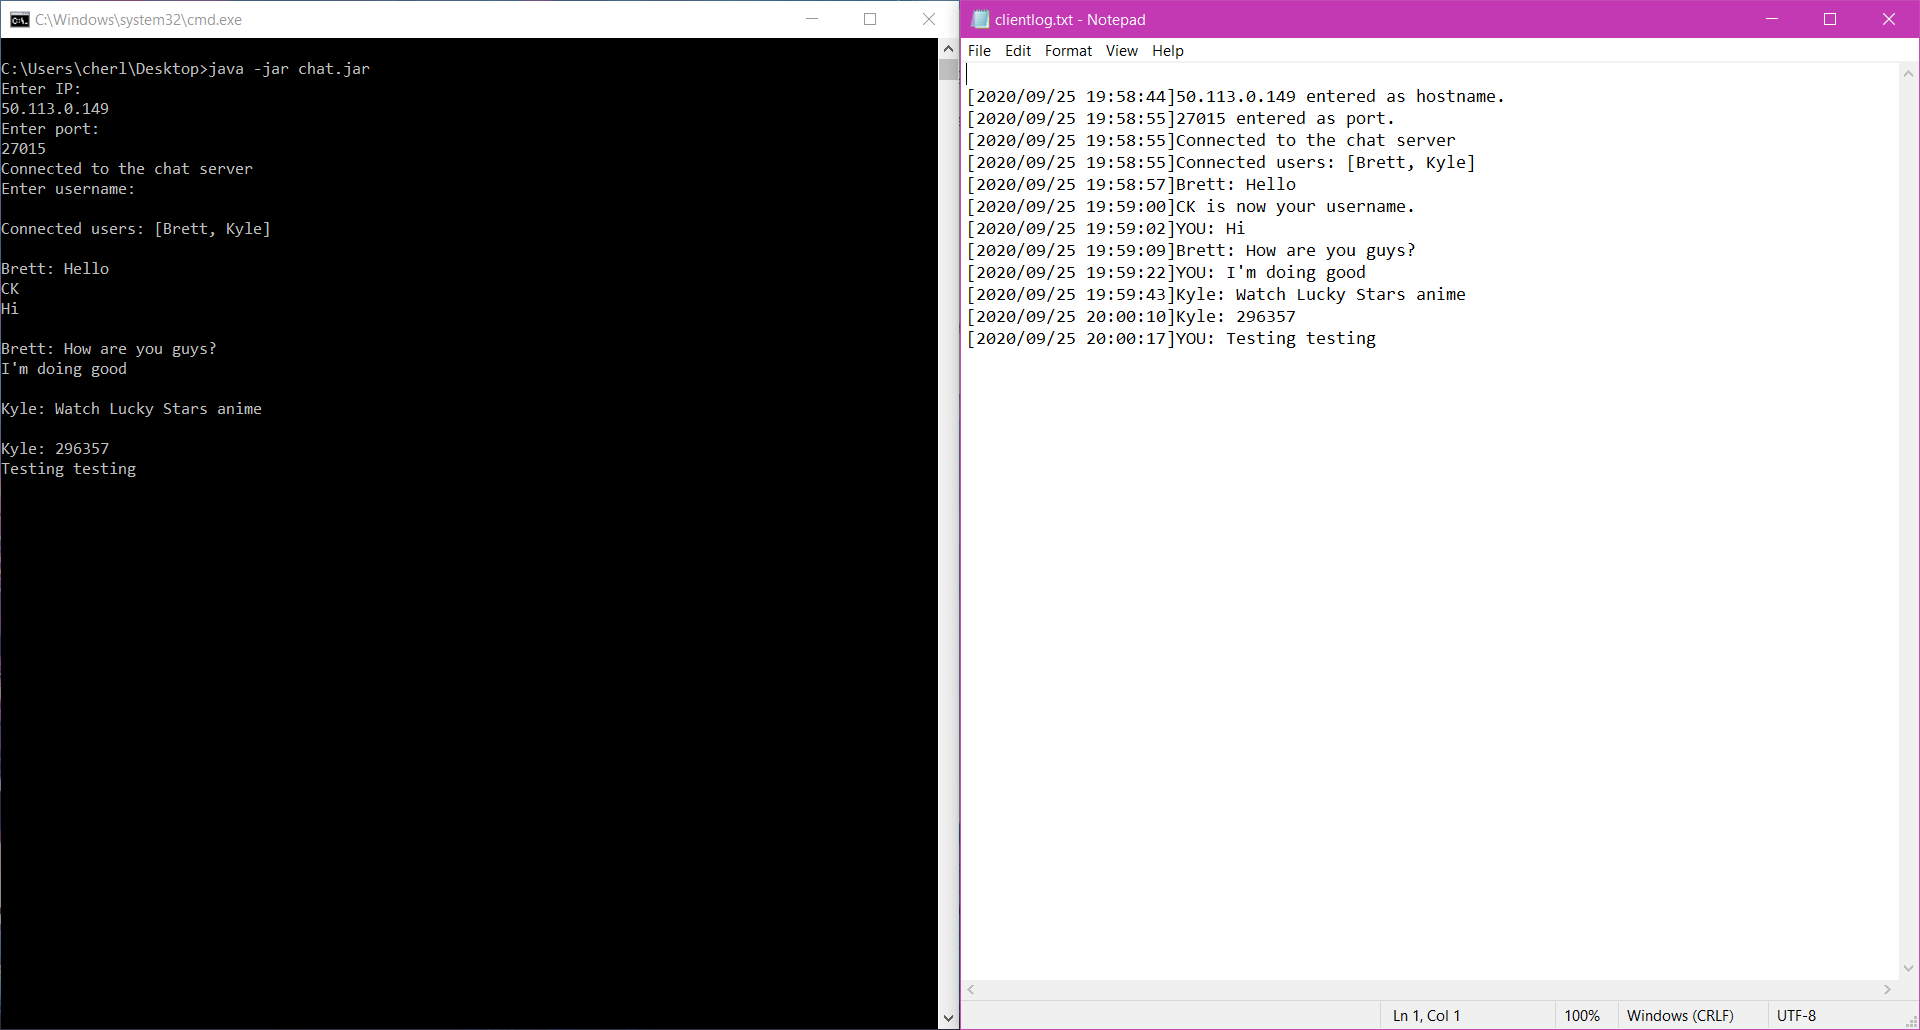 C:\Windows\system32\cmd.exe
C:\Users\cherl\Desktop>java -jar chat.jar
Enter IP:
50.113.0.149
Enter port:
27015
Connected to the chat server
Enter username:
Connected users: [Brett, Kyle]
Brett: Hello
CK
Hi
Brett: How are you guys?
I'm doing good
Kyle: Watch Lucky Stars anime
Kyle: 296357
Testing testing
clientlog.txt - Notepad
File Edit Format View Help
[2020/09/25 19:58:44]50.113.0.149 entered as hostname.
[2020/09/25 19:58:55]27015 entered as port.
[2020/09/25 19:58:55]Connected to the chat server
[2020/09/25 19:58:55]Connected users: [Brett, Kyle]
[2020/09/25 19:58:57]Brett: Hello
[2020/09/25 19:59:00]CK is now your username.
[2020/09/25 19:59:02]YOU: Hi
[2020/09/25 19:59:09]Brett: How are you guys?
[2020/09/25 19:59:22]YOU: I'm doing good
[2020/09/25 19:59:43]Kyle: Watch Lucky Stars anime
[2020/09/25 20:00:10]Kyle: 296357
[2020/09/25 20:00:17]YOU: Testing testing
Ln 1, Col 1 100% Windows (CRLF) UTF-8